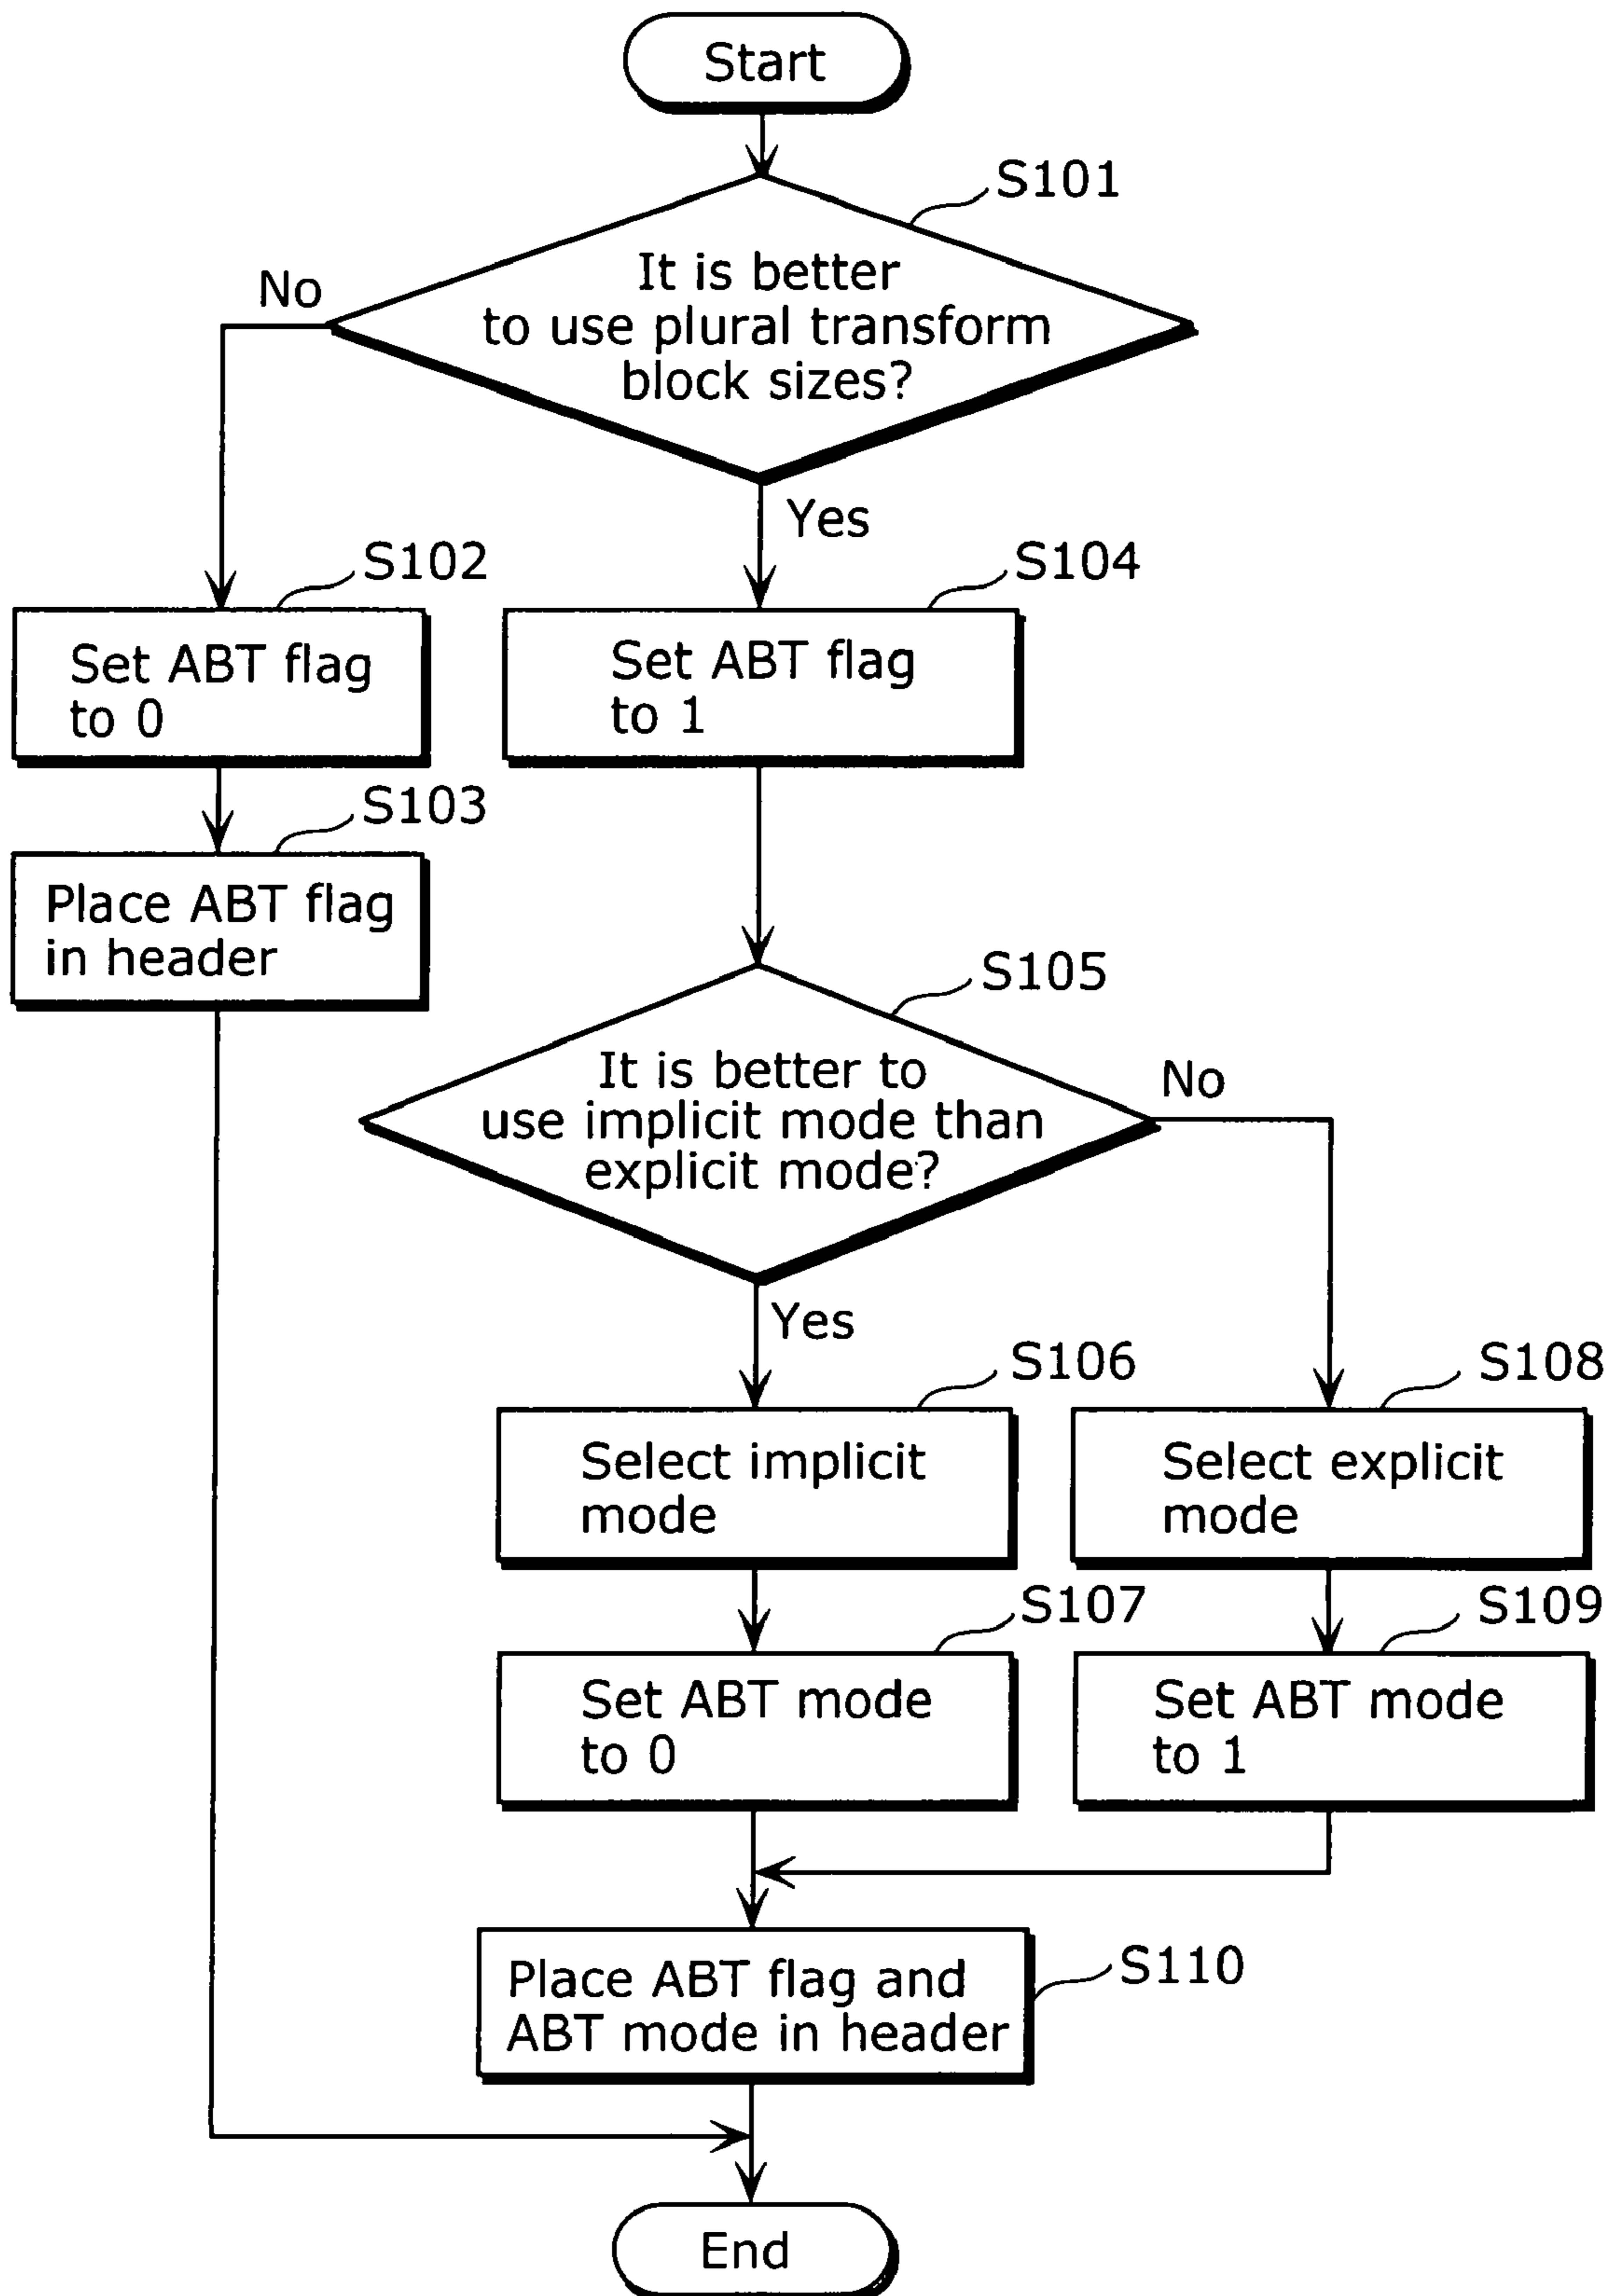 Start
S101
It is better
to use plural transform
block sizes?
No
Yes
S102
Set ABT flag
to 0
S104
Set ABT flag
to 1
S103
Place ABT flag
in header
S105
It is better to
use implicit mode than
explicit mode?
No
Yes
S106
Select implicit
mode
S108
Select explicit
mode
S107
Set ABT mode
to 0
S109
Set ABT mode
to 1
S110
Place ABT flag and
ABT mode in header
End